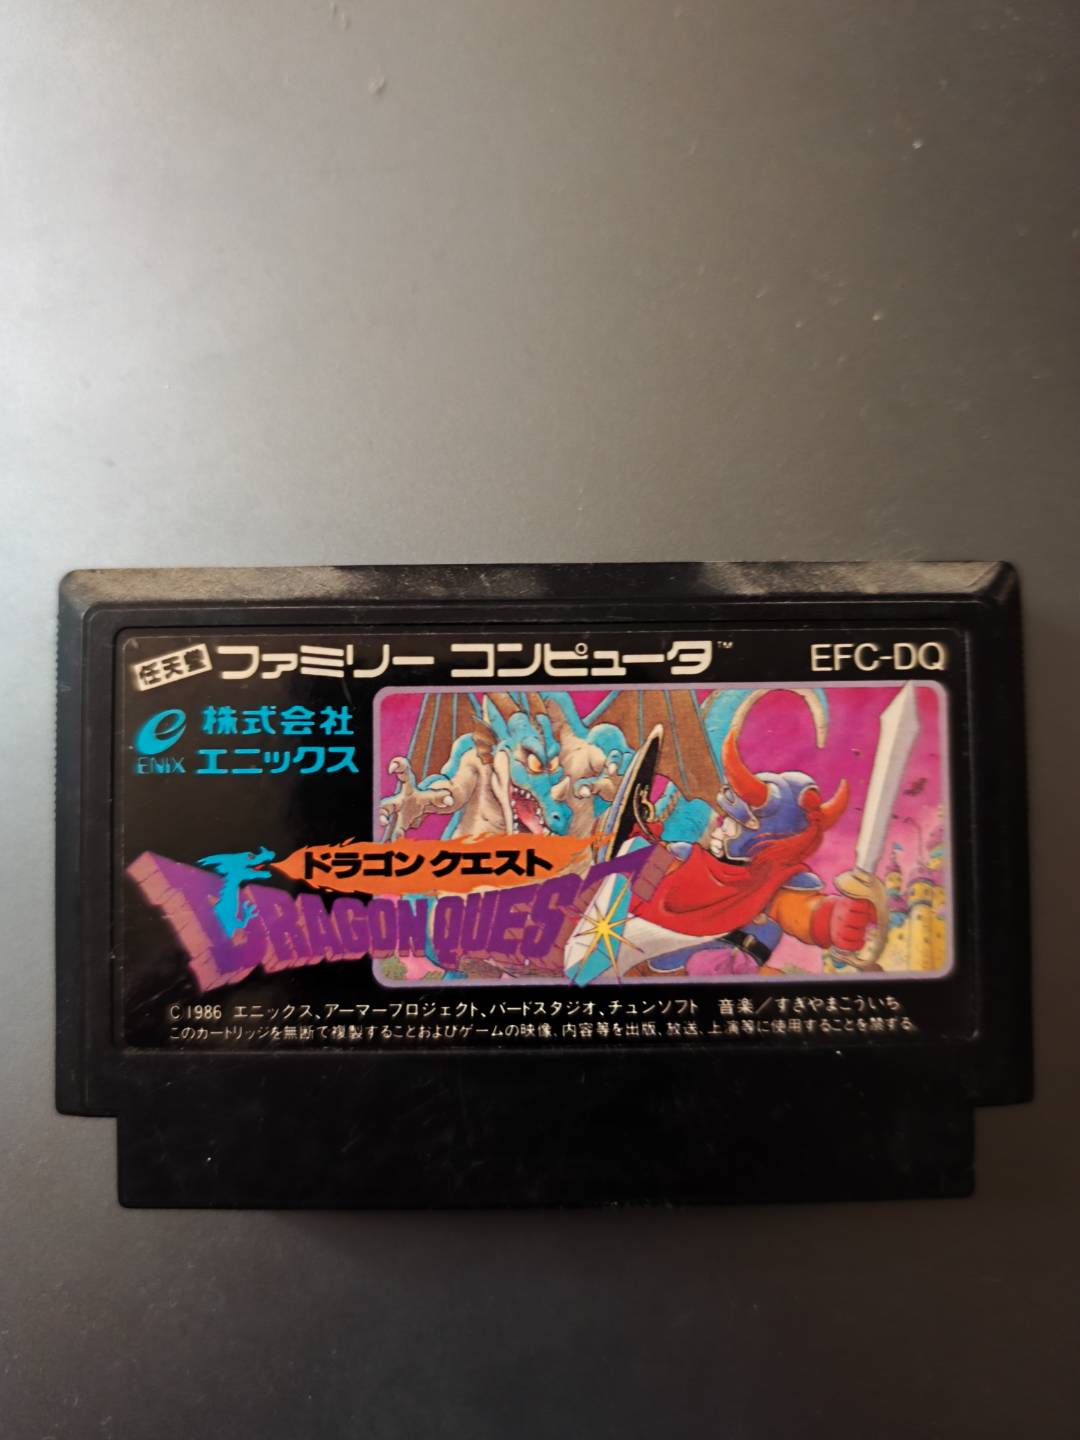 任天堂 ファミリー コンピュータ™ EFC-DQ
株式会社
ENIX エニックス
ドラゴンクエスト
DRAGON QUEST
©1986 エニックス、アーマープロジェクト、バードスタジオ、チュンソフト 音楽／すぎやまこういち
このカートリッジを無断で複製することおよびゲームの映像、内容等を出版、放送、上演等に使用することを禁ずる。